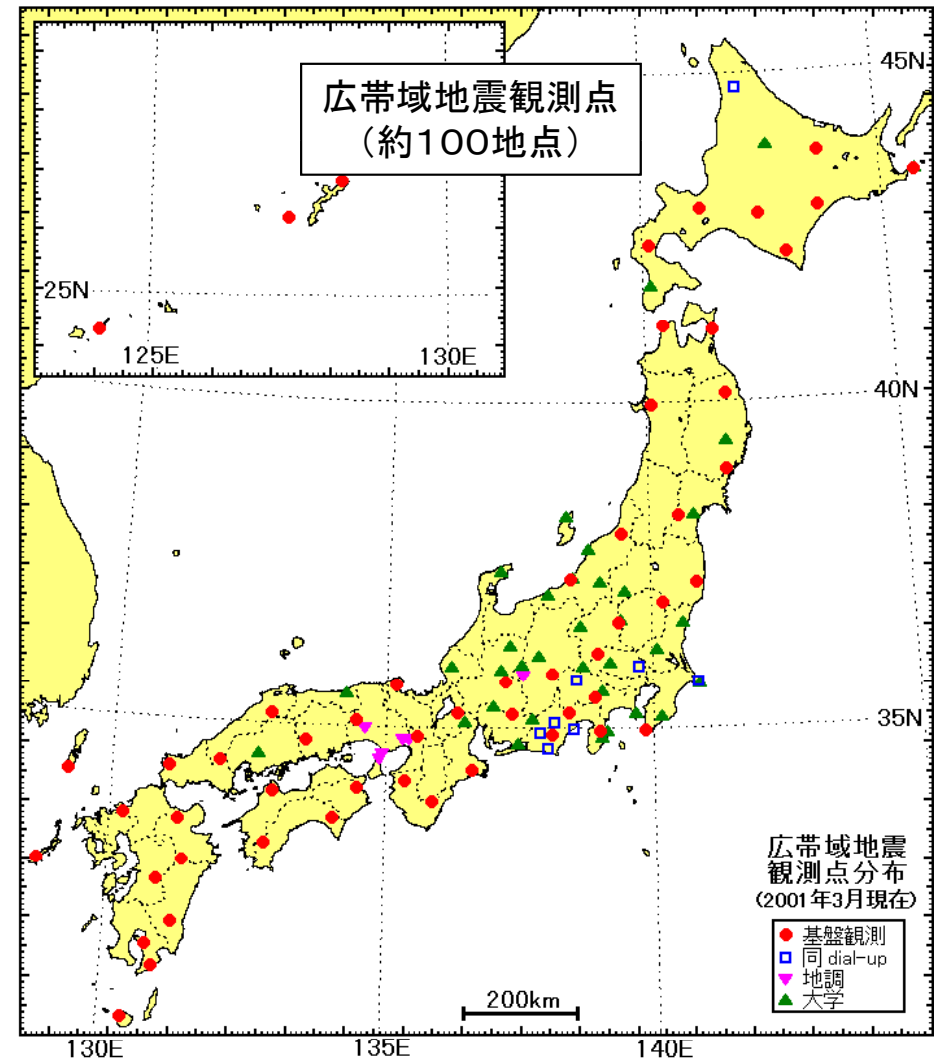 広帯域地震観測点
(約100地点)
45N
25N
125E
130E
40N
35N
広帯域地震
観測点分布
(2001年3月現在)
基盤観測
同 dial-up
地調
大学
200km
130E
135E
140E